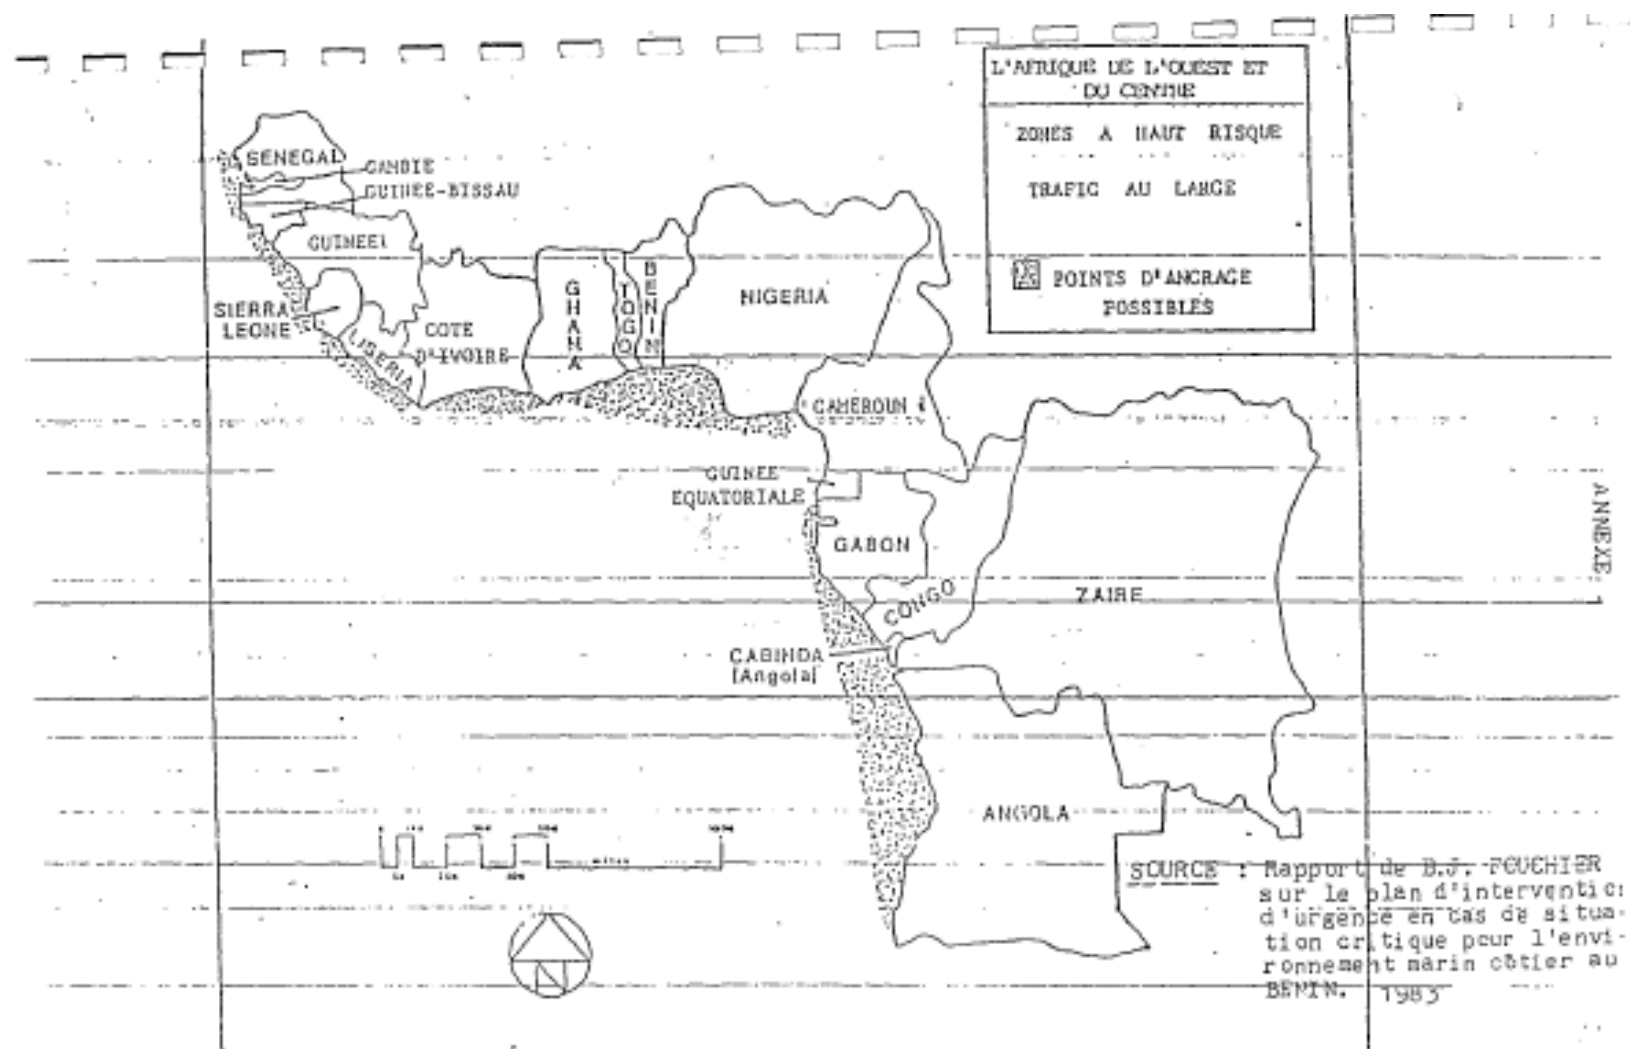 L'AFRIQUE DE L'OUEST ET
DU CENTRE
ZONES A HAUT RISQUE
TRAFIC AU LARGE
POINTS D'ANCRAGE
POSSIBLES
SENEGAL
GAMBIE
GUINEE-BISSAU
GUINEE
SIERRA
LEONE
LIBERIA
COTE
D'IVOIRE
GHANA
TOGO
BENIN
NIGERIA
CAMEROUN
GUINEE
EQUATORIALE
GABON
CONGO
ZAIRE
CABINDA
(Angola)
ANGOLA
ANNEXE
miles
N
SOURCE : Rapport de B.J. FOUCHIER
sur le plan d'interventio
d'urgence en cas de situa-
tion critique pour l'envi-
ronnement marin côtier au
BENIN. 1983